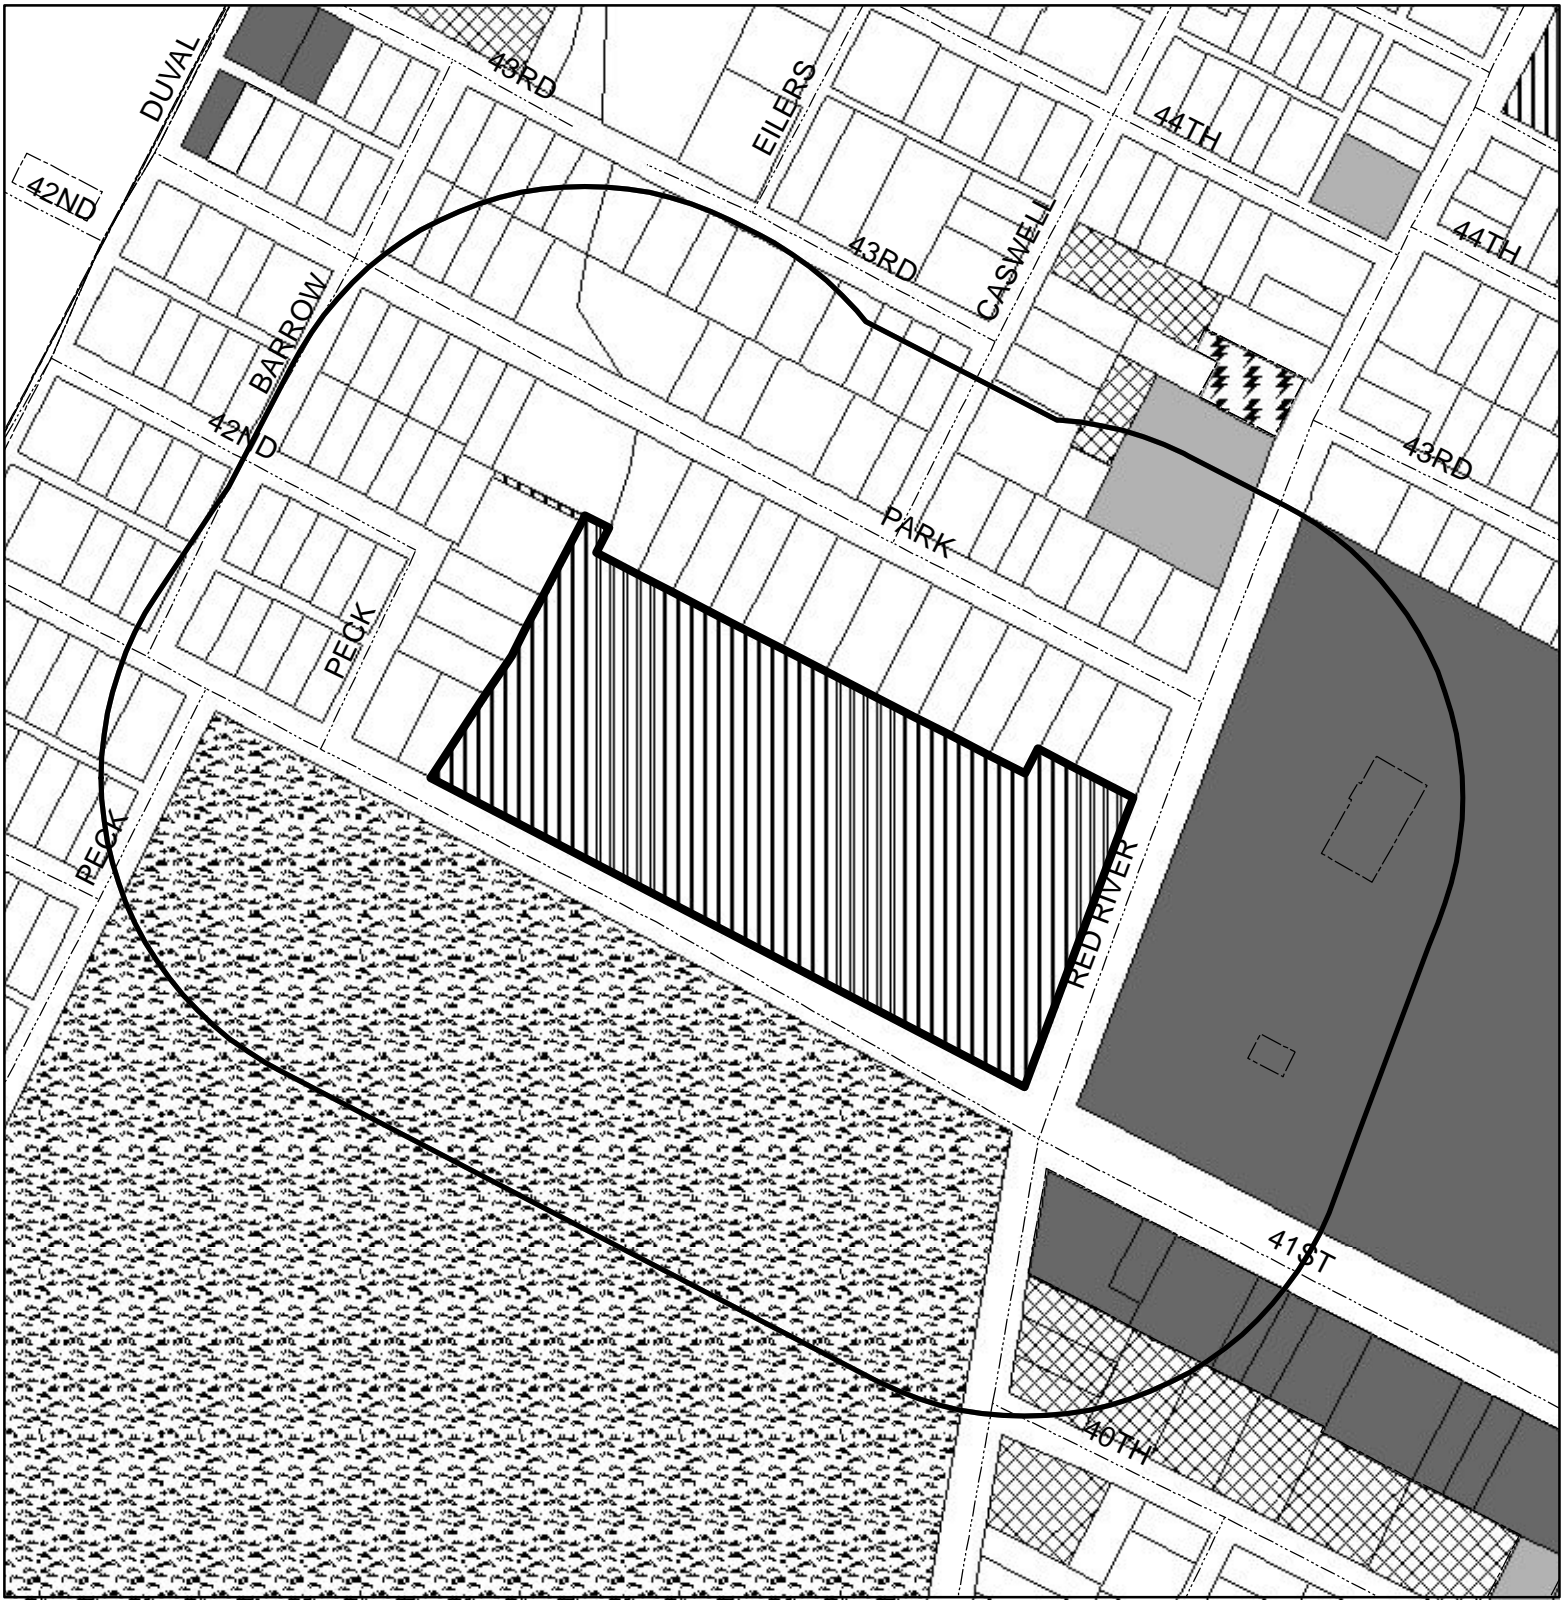 DUVAL
43RD
EILERS
44TH
42ND
43RD
CASWELL
44TH
BARROW
42ND
43RD
PARK
PECK
PECK
RED RIVER
41ST
40TH